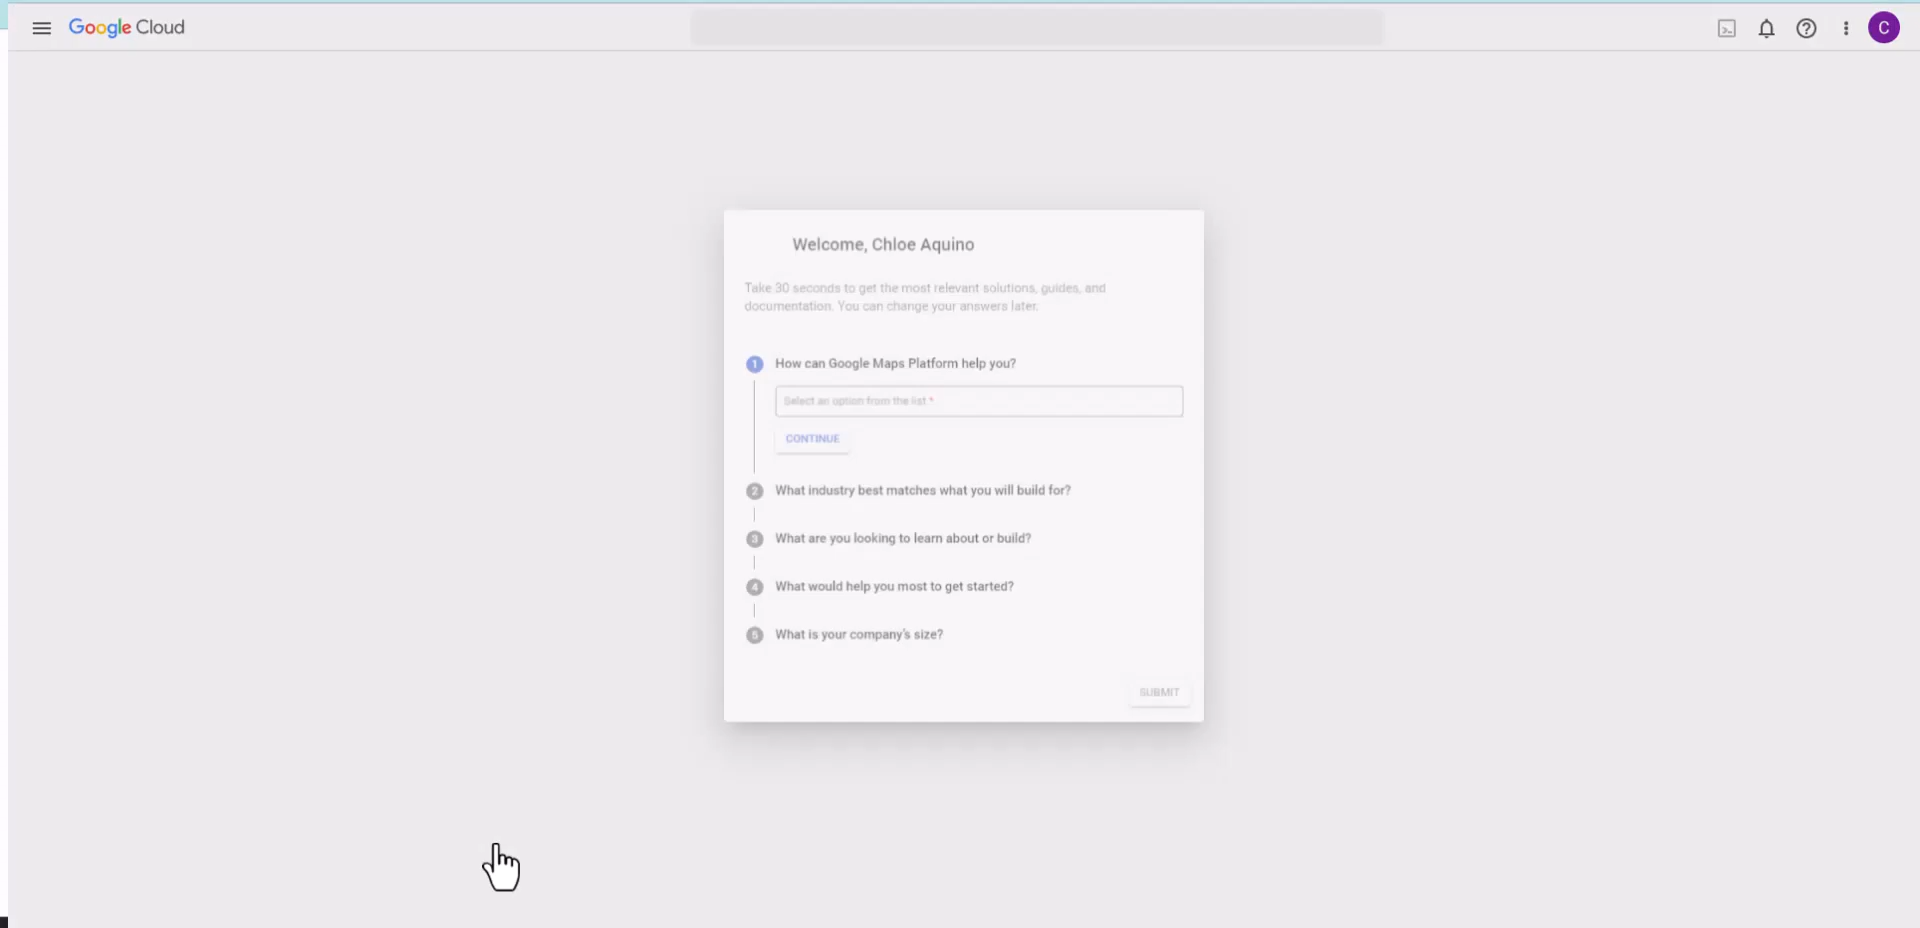 Google Cloud
C
Welcome, Chloe Aquino
Take 30 seconds to get the most relevant solutions, guides, and
documentation. You can change your answers later.
1 How can Google Maps Platform help you?
Select an option from the list *
CONTINUE
2 What industry best matches what you will build for?
3 What are you looking to learn about or build?
4 What would help you most to get started?
5 What is your company's size?
SUBMIT